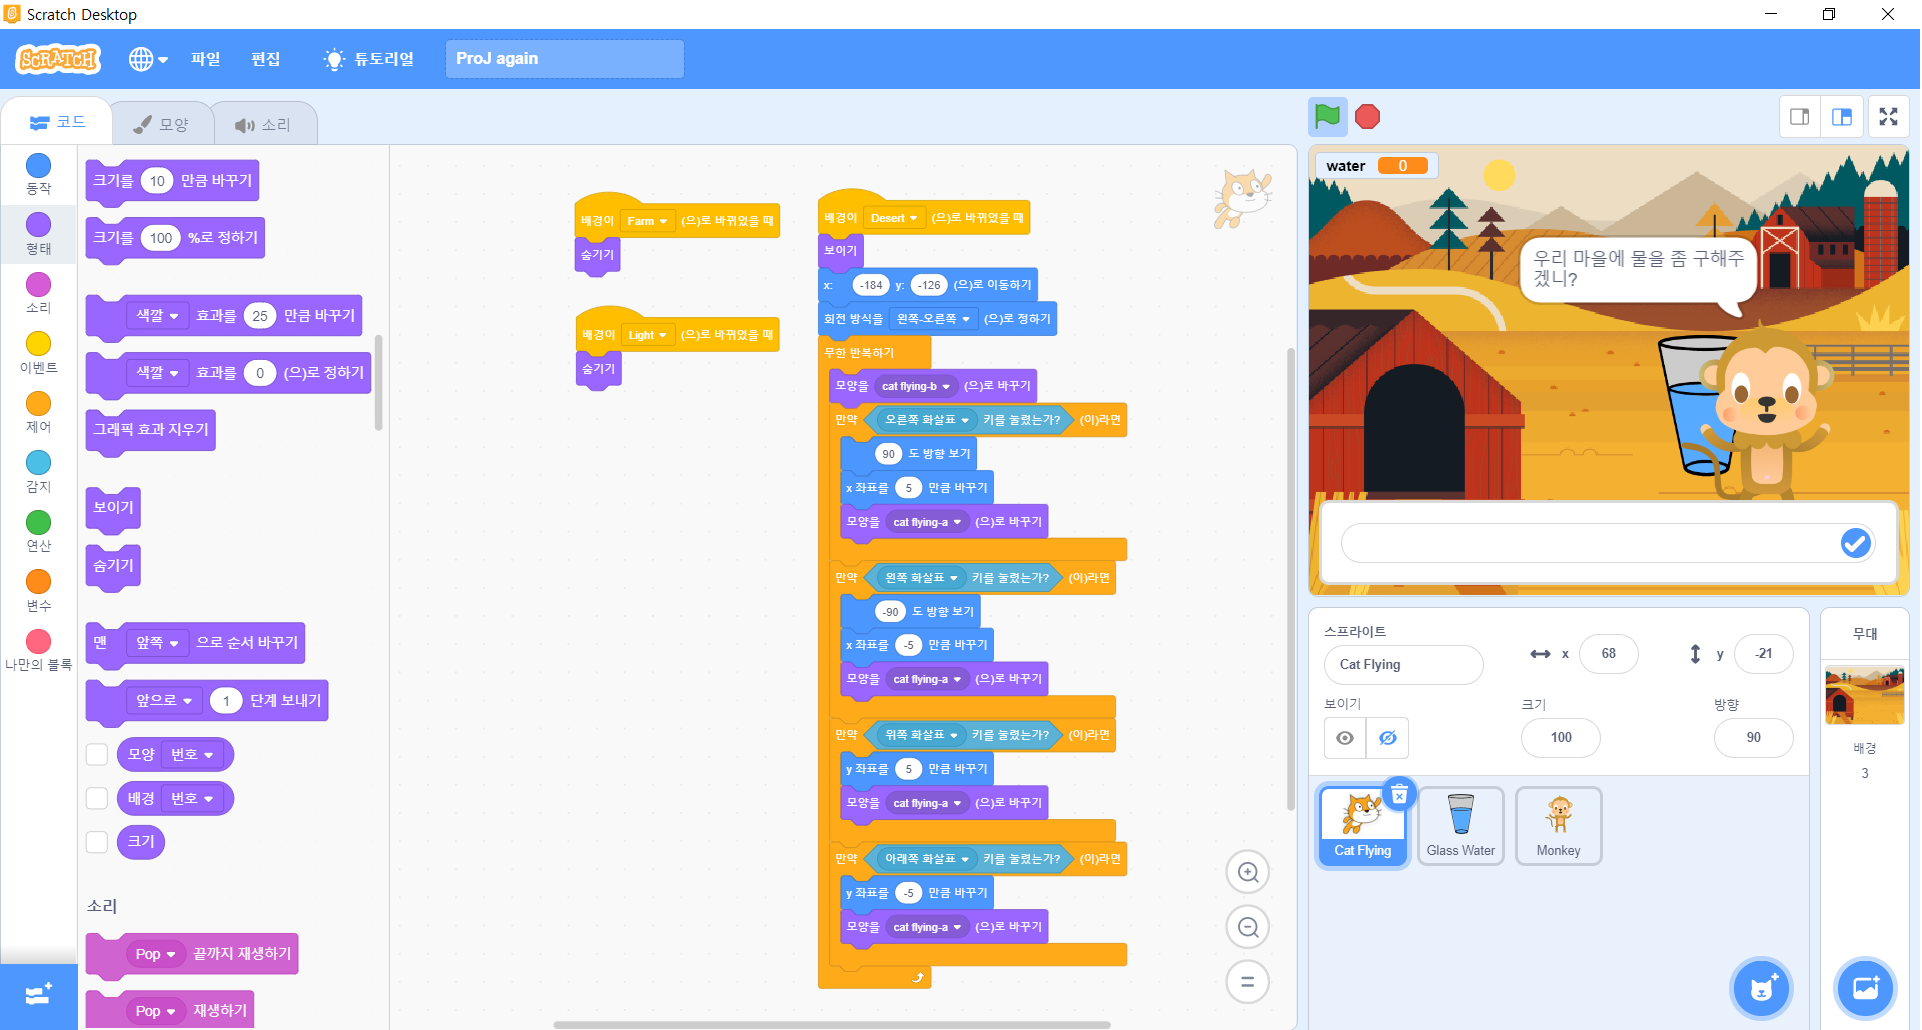 Scratch Desktop
SCRATCH
파일
편집
튜토리얼
ProJ again
코드
모양
소리
동작
형태
소리
이벤트
제어
감지
연산
변수
나만의 블록
크기를 10 만큼 바꾸기
크기를 100 %로 정하기
색깔 효과를 25 만큼 바꾸기
색깔 효과를 0 (으)로 정하기
그래픽 효과 지우기
보이기
숨기기
맨 앞쪽 으로 순서 바꾸기
앞으로 1 단계 보내기
모양 번호
배경 번호
크기
소리
Pop 끝까지 재생하기
Pop 재생하기
배경이 Farm (으)로 바뀌었을 때
숨기기
배경이 Light (으)로 바뀌었을 때
숨기기
배경이 Desert (으)로 바뀌었을 때
보이기
x: -184 y: -126 (으)로 이동하기
회전 방식을 왼쪽-오른쪽 (으)로 정하기
무한 반복하기
모양을 cat flying-b (으)로 바꾸기
만약 오른쪽 화살표 키를 눌렀는가? (이)라면
90 도 방향 보기
x 좌표를 5 만큼 바꾸기
모양을 cat flying-a (으)로 바꾸기
만약 왼쪽 화살표 키를 눌렀는가? (이)라면
-90 도 방향 보기
x 좌표를 -5 만큼 바꾸기
모양을 cat flying-a (으)로 바꾸기
만약 위쪽 화살표 키를 눌렀는가? (이)라면
y 좌표를 5 만큼 바꾸기
모양을 cat flying-a (으)로 바꾸기
만약 아래쪽 화살표 키를 눌렀는가? (이)라면
y 좌표를 -5 만큼 바꾸기
모양을 cat flying-a (으)로 바꾸기
water 0
우리 마을에 물을 좀 구해주
겠니?
스프라이트
Cat Flying
x 68
y -21
보이기
크기
100
방향
90
Cat Flying
Glass Water
Monkey
무대
배경
3